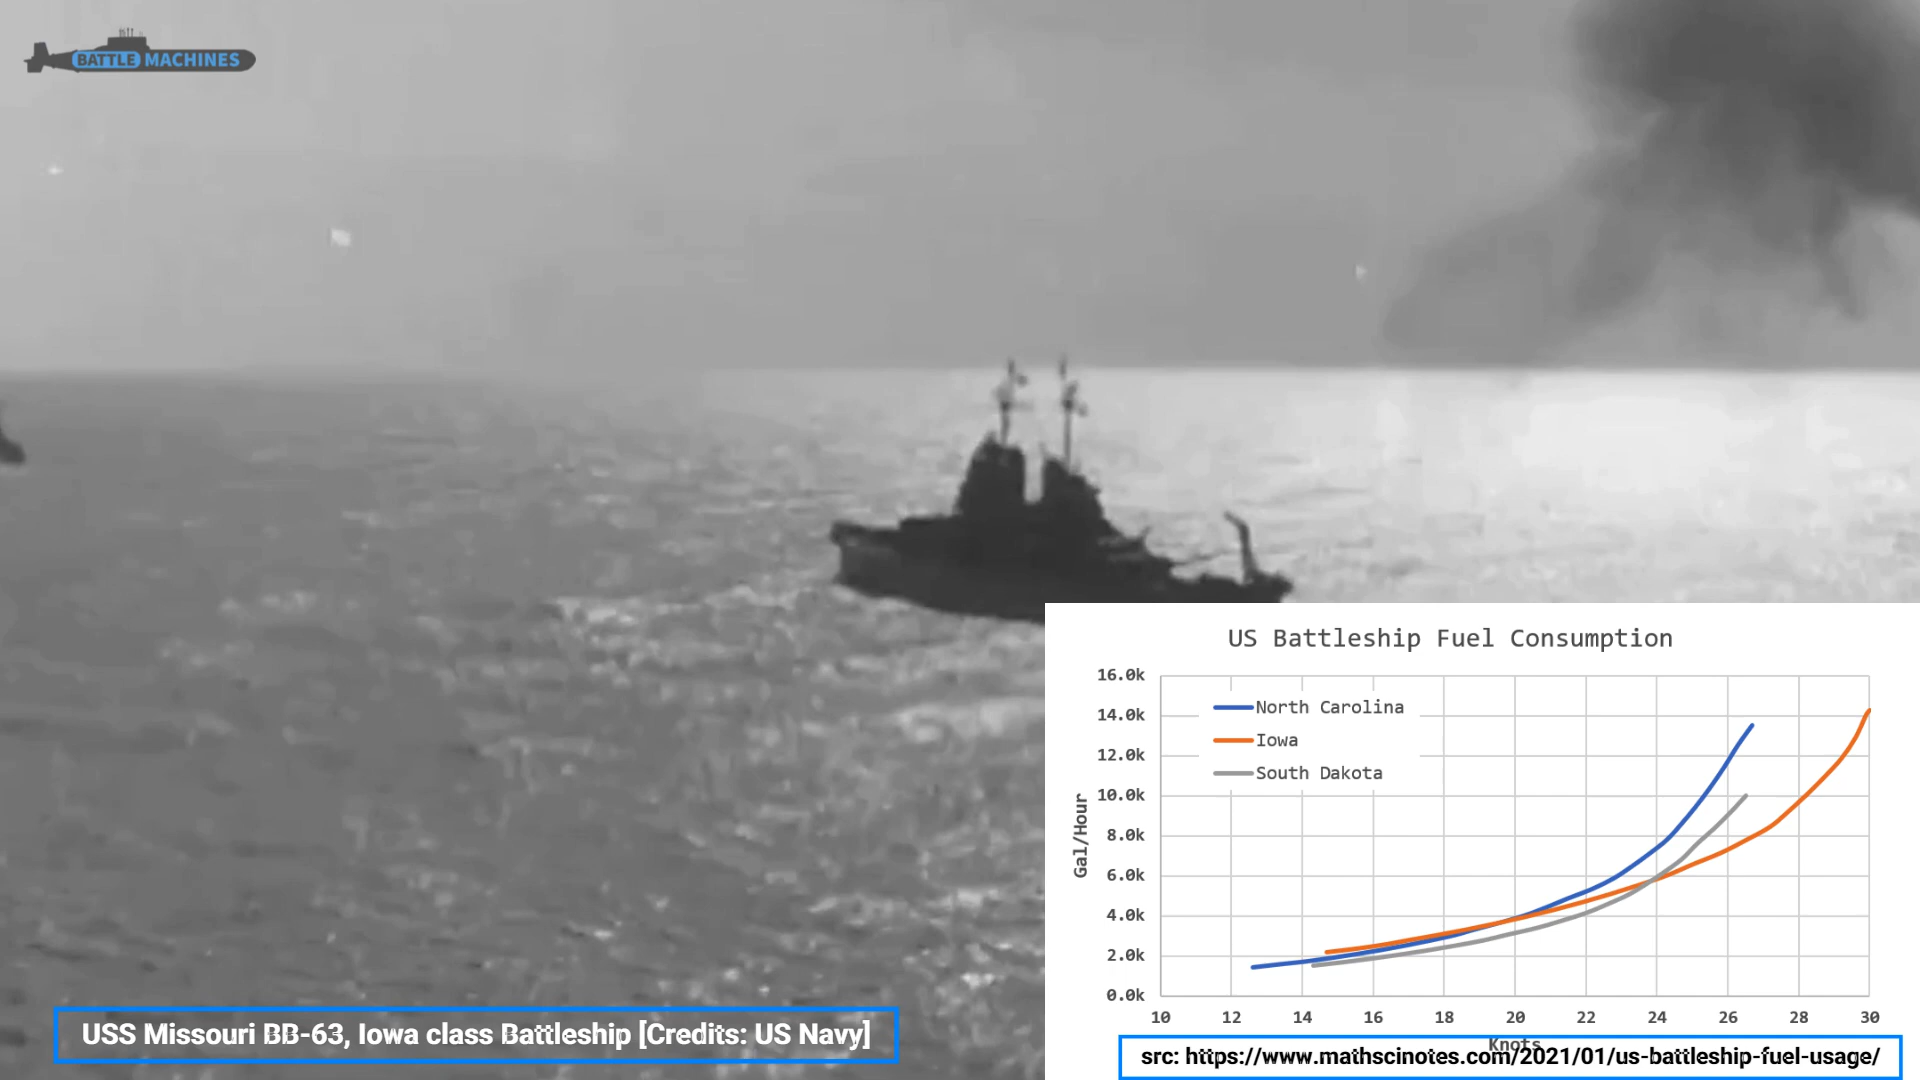 BATTLE MACHINES
US Battleship Fuel Consumption
16.0k
14.0k
12.0k
10.0k
8.0k
6.0k
4.0k
2.0k
0.0k
Gal/Hour
North Carolina
Iowa
South Dakota
10 12 14 16 18 20 22 24 26 28 30
Knots
USS Missouri BB-63, Iowa class Battleship [Credits: US Navy]
src: https://www.mathscinotes.com/2021/01/us-battleship-fuel-usage/